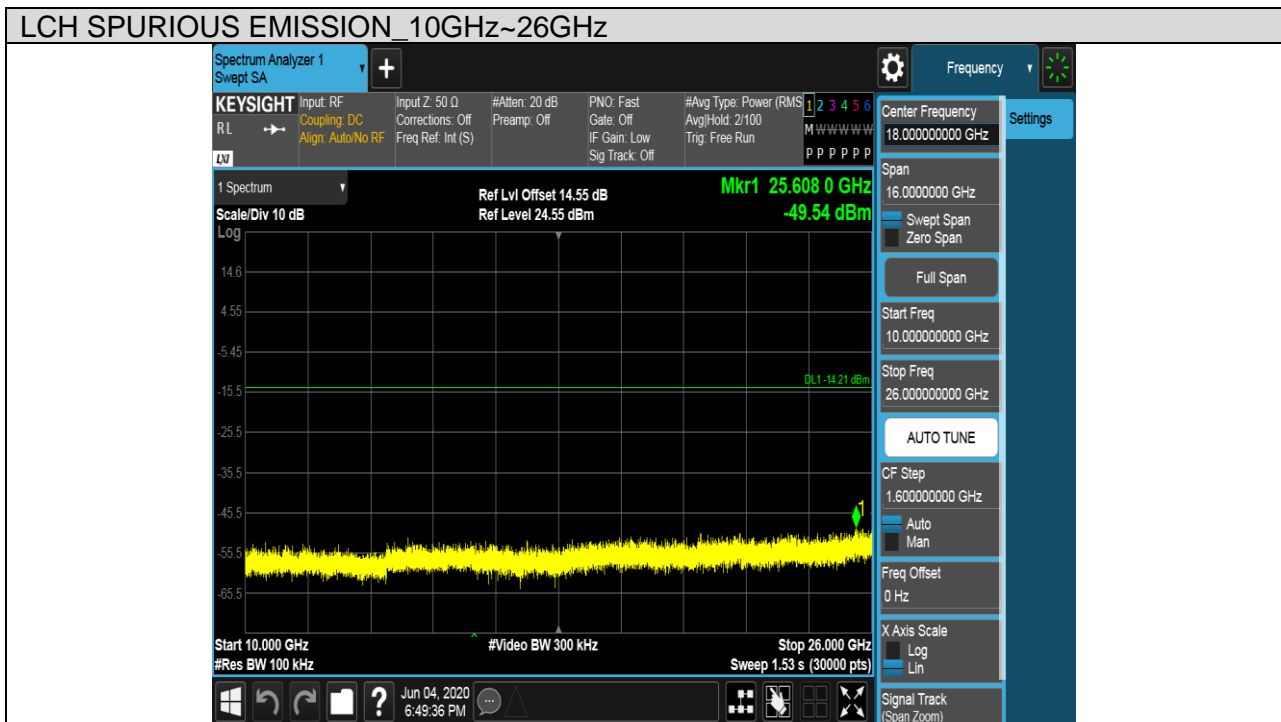 LCH SPURIOUS EMISSION_10GHz~26GHz
Spectrum Analyzer 1
Swept SA
Frequency
KEYSIGHT
RL
LXI
Input: RF
Coupling: DC
Align: Auto/No RF
Input Z: 50 Ω
Corrections: Off
Freq Ref: Int (S)
#Atten: 20 dB
Preamp: Off
PNO: Fast
Gate: Off
IF Gain: Low
Sig Track: Off
#Avg Type: Power (RMS
Avg|Hold: 2/100
Trig: Free Run
1 2 3 4 5 6
M W W W W W
P P P P P P
1 Spectrum
Scale/Div 10 dB
Log
Ref Lvl Offset 14.55 dB
Ref Level 24.55 dBm
Mkr1 25.608 0 GHz
-49.54 dBm
14.6
4.55
-5.45
-15.5
-25.5
-35.5
-45.5
-55.5
-65.5
DL1 -14.21 dBm
1
Start 10.000 GHz
#Res BW 100 kHz
#Video BW 300 kHz
Stop 26.000 GHz
Sweep 1.53 s (30000 pts)
Jun 04, 2020
6:49:36 PM
Center Frequency
18.000000000 GHz
Span
16.0000000 GHz
Swept Span
Zero Span
Full Span
Start Freq
10.000000000 GHz
Stop Freq
26.000000000 GHz
AUTO TUNE
CF Step
1.600000000 GHz
Auto
Man
Freq Offset
0 Hz
X Axis Scale
Log
Lin
Signal Track
(Span Zoom)
Settings